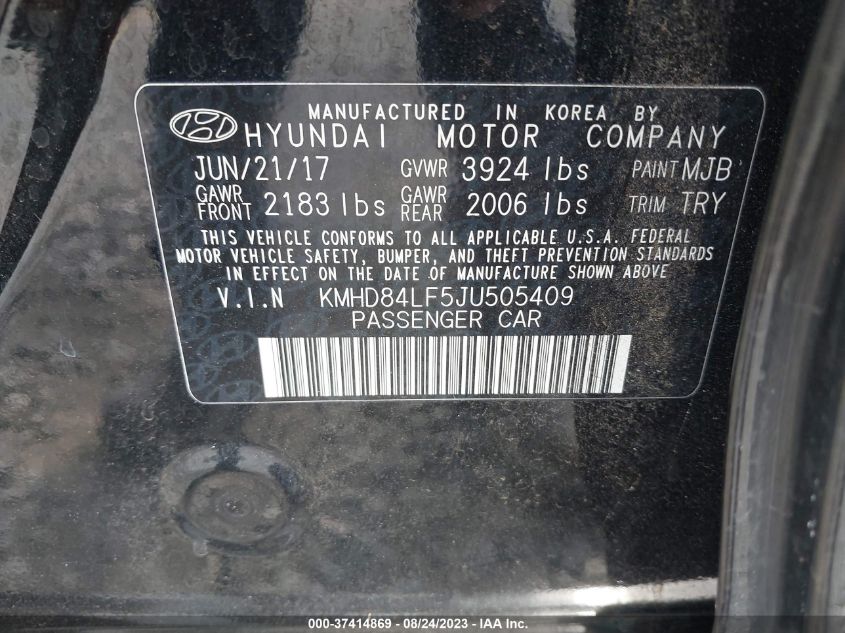 MANUFACTURED IN KOREA BY
HYUNDAI MOTOR COMPANY
JUN/21/17 GVWR 3924 lbs PAINT MJB
GAWR FRONT 2183 lbs GAWR REAR 2006 lbs TRIM TRY
THIS VEHICLE CONFORMS TO ALL APPLICABLE U.S.A. FEDERAL
MOTOR VEHICLE SAFETY, BUMPER, AND THEFT PREVENTION STANDARDS
IN EFFECT ON THE DATE OF MANUFACTURE SHOWN ABOVE
V.I.N KMHD84LF5JU505409
PASSENGER CAR
000-37414869 - 08/24/2023 - IAA Inc.